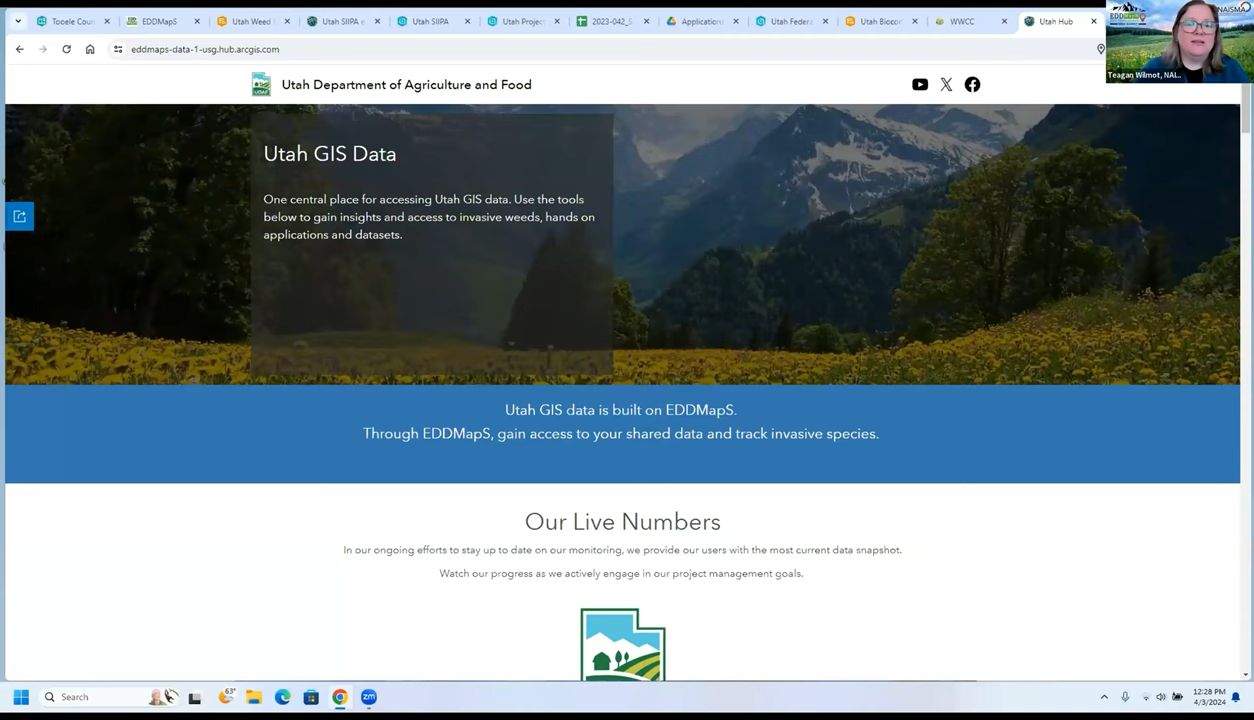 Tooele Coun
EDDMapS
Utah Weed
Utah SIIPA e
Utah SIIPA
Utah Project
2023-042_S
Application
Utah Federa
Utah Biocon
WWCC
Utah Hub
eddmaps-data-1-usg.hub.arcgis.com
NAISMA
Teagan Wilmot, NAI...
Utah Department of Agriculture and Food
Utah GIS Data
One central place for accessing Utah GIS data. Use the tools
below to gain insights and access to invasive weeds, hands on
applications and datasets.
Utah GIS data is built on EDDMapS.
Through EDDMapS, gain access to your shared data and track invasive species.
Our Live Numbers
In our ongoing efforts to stay up to date on our monitoring, we provide our users with the most current data snapshot.
Watch our progress as we actively engage in our project management goals.
Search
63°
zm
12:28 PM
4/3/2024